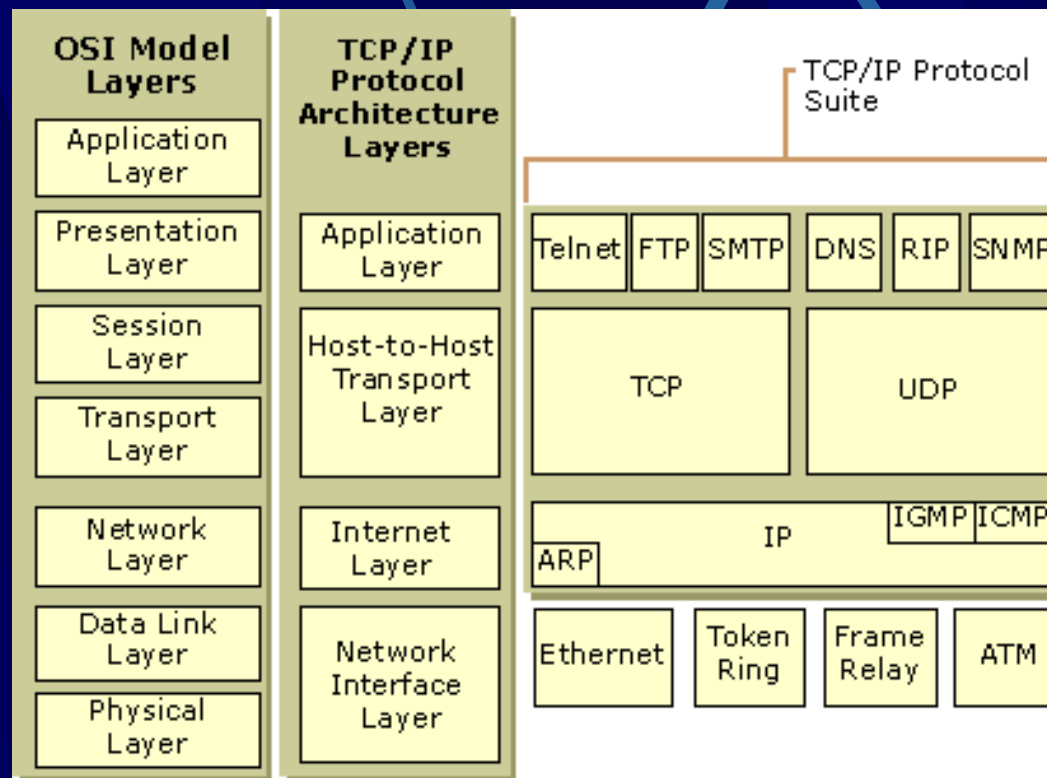 OSI Model
Layers
Application
Layer
Presentation
Layer
Session
Layer
Transport
Layer
Network
Layer
Data Link
Layer
Physical
Layer
TCP/IP
Protocol
Architecture
Layers
Application
Layer
Host-to-Host
Transport
Layer
Internet
Layer
Network
Interface
Layer
TCP/IP Protocol
Suite
Telnet FTP SMTP DNS RIP SNMP
TCP UDP
IGMP ICMP
IP
ARP
Ethernet
Token
Ring
Frame
Relay
ATM